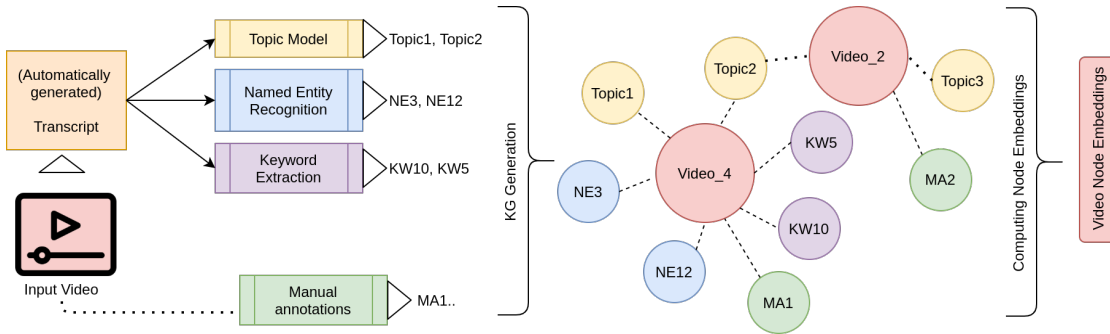 (Automatically
generated)
Transcript
Input Video
Topic Model
Topic1, Topic2
Named Entity
Recognition
NE3, NE12
Keyword
Extraction
KW10, KW5
Manual
annotations
MA1..
KG Generation
Topic1
Topic2
Video_2
Topic3
KW5
Video_4
NE3
MA2
KW10
NE12
MA1
Computing Node Embeddings
Video Node Embeddings